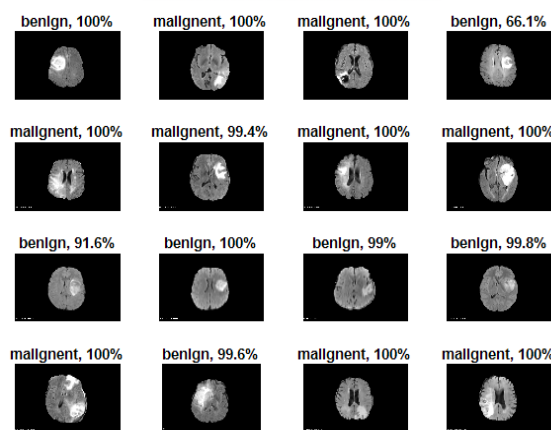 benign, 100% malignent, 100% malignent, 100% benign, 66.1%
malignent, 100% malignent, 99.4% malignent, 100% malignent, 100%
benign, 91.6% benign, 100% benign, 99% benign, 99.8%
malignent, 100% benign, 99.6% malignent, 100% malignent, 100%